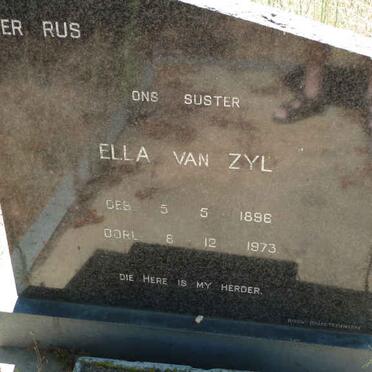 ER RUS
ONS SUSTER
ELLA VAN ZYL
GEB. 5 5 1896
OORL. 6 12 1973
DIE HERE IS MY HERDER.